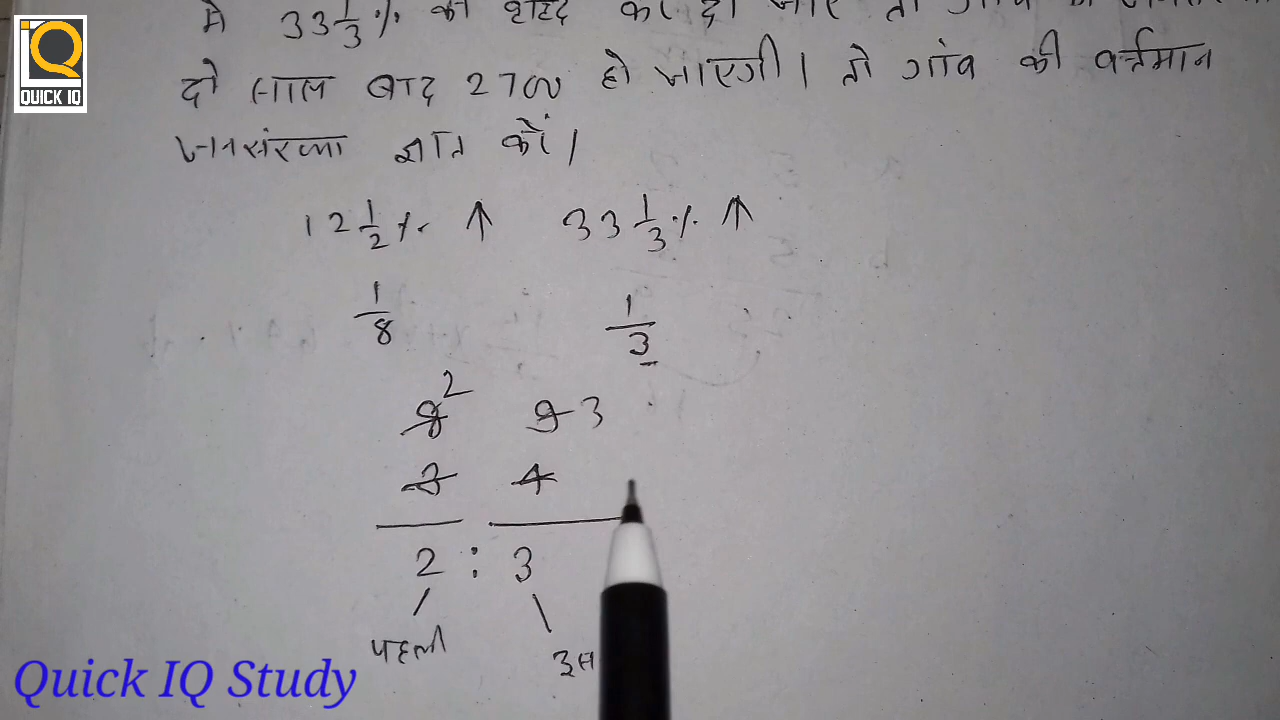 में 33 1/3 % की
QUICK IQ
दो साल बाद 2700 हो जाएगी। तो गांव की वर्तमान
जनसंख्या ज्ञात करें।
12 1/2 % ↑ 33 1/3 % ↑
1/8 1/3
8 2 9 3
3 4
2 : 3
पहली
Quick IQ Study